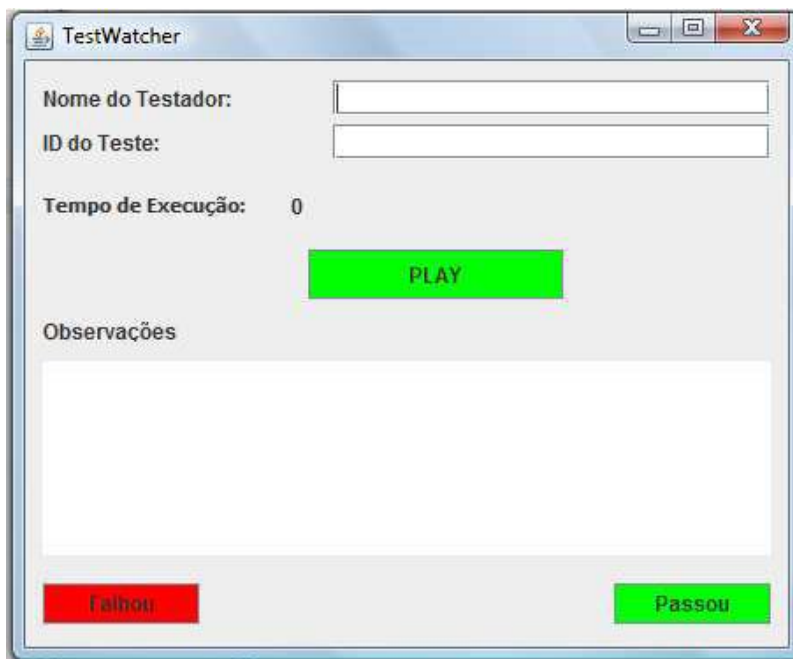 TestWatcher
Nome do Testador:
ID do Teste:
Tempo de Execução: 0
PLAY
Observações
Falhou Passou